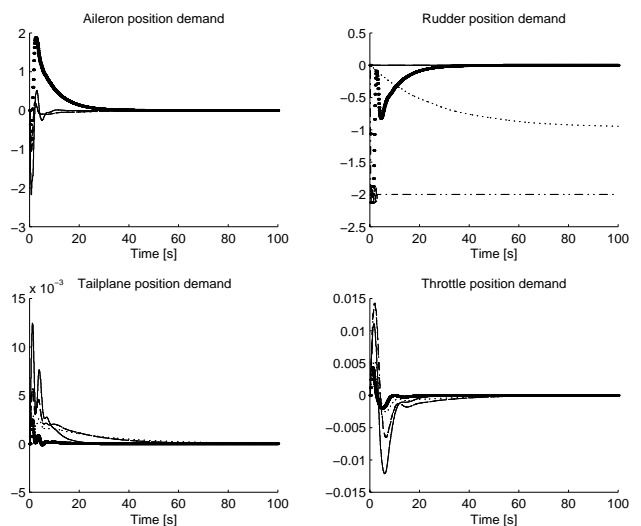 Aileron position demand
2
1
0
−1
−2
−3
0 20 40 60 80 100
Time [s]
Rudder position demand
0.5
0
−0.5
−1
−1.5
−2
−2.5
0 20 40 60 80 100
Time [s]
Tailplane position demand
x 10⁻³
15
10
5
0
−5
0 20 40 60 80 100
Time [s]
Throttle position demand
0.015
0.01
0.005
0
−0.005
−0.01
−0.015
0 20 40 60 80 100
Time [s]